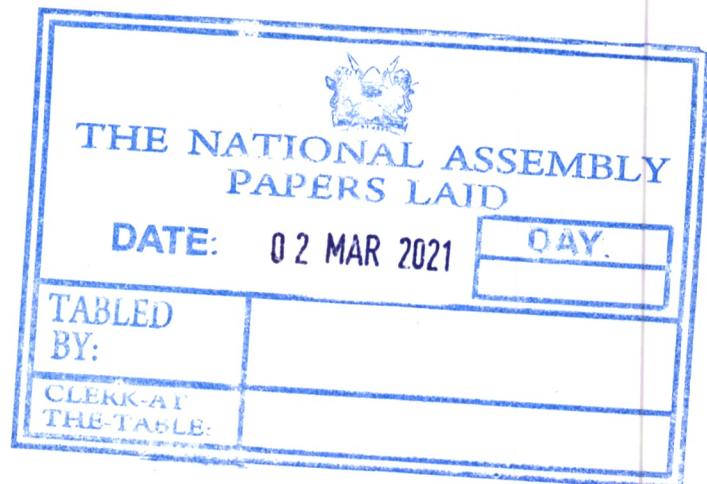 THE NATIONAL ASSEMBLY
PAPERS LAID
DATE: 02 MAR 2021 DAY.
TABLED
BY:
CLERK-AT
THE-TABLE: